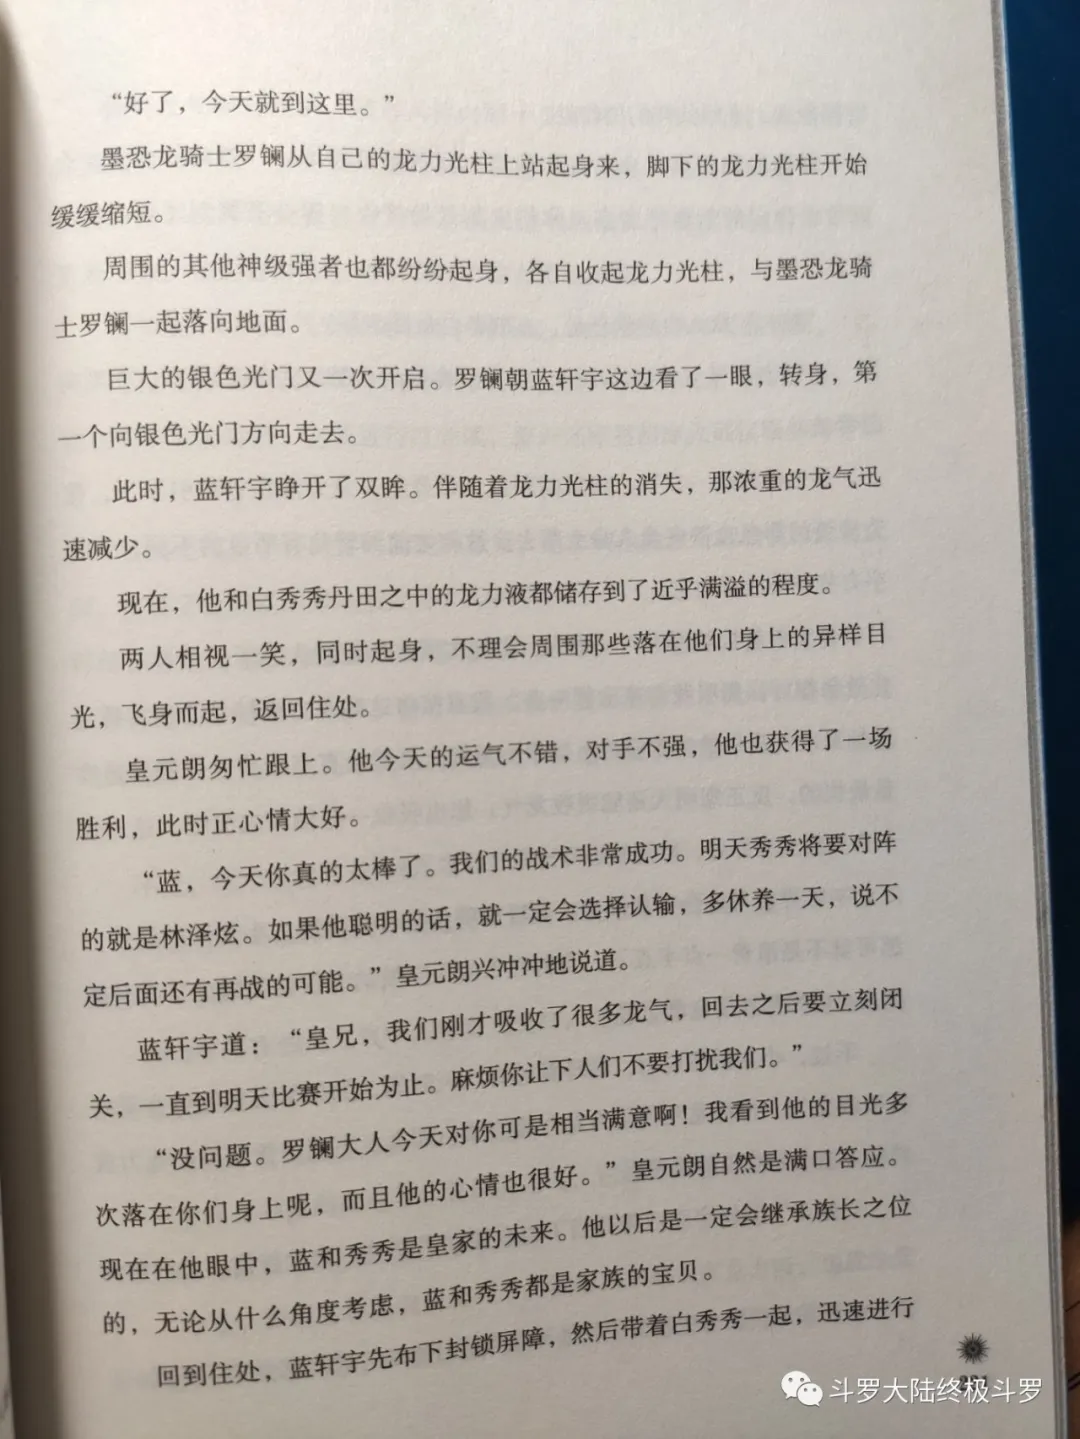 “好了，今天就到这里。”
墨恐龙骑士罗镧从自己的龙力光柱上站起身来，脚下的龙力光柱开始
缓缓缩短。
周围的其他神级强者也都纷纷起身，各自收起龙力光柱，与墨恐龙骑
士罗镧一起落向地面。
巨大的银色光门又一次开启。罗镧朝蓝轩宇这边看了一眼，转身，第
一个向银色光门方向走去。
此时，蓝轩宇睁开了双眸。伴随着龙力光柱的消失，那浓重的龙气迅
速减少。
现在，他和白秀秀丹田之中的龙力液都储存到了近乎满溢的程度。
两人相视一笑，同时起身，不理会周围那些落在他们身上的异样目
光，飞身而起，返回住处。
皇元朗匆忙跟上。他今天的运气不错，对手不强，他也获得了一场
胜利，此时正心情大好。
“蓝，今天你真的太棒了。我们的战术非常成功。明天秀秀将要对阵
的就是林泽炫。如果他聪明的话，就一定会选择认输，多休养一天，说不
定后面还有再战的可能。”皇元朗兴冲冲地说道。
蓝轩宇道：“皇兄，我们刚才吸收了很多龙气，回去之后要立刻闭
关，一直到明天比赛开始为止。麻烦你让下人们不要打扰我们。”
“没问题。罗镧大人今天对你可是相当满意啊！我看到他的目光多
次落在你们身上呢，而且他的心情也很好。”皇元朗自然是满口答应。
现在在他眼中，蓝和秀秀是皇家的未来。他以后是一定会继承族长之位
的，无论从什么角度考虑，蓝和秀秀都是家族的宝贝。
回到住处，蓝轩宇先布下封锁屏障，然后带着白秀秀一起，迅速进行
斗罗大陆终极斗罗